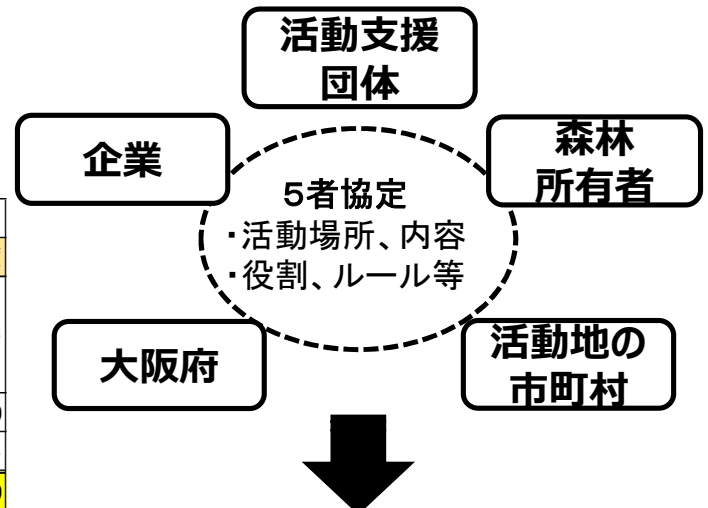 活動支援
団体
企業
森林
所有者
5者協定
・活動場所、内容
・役割、ルール等
大阪府
活動地の
市町村
)
)